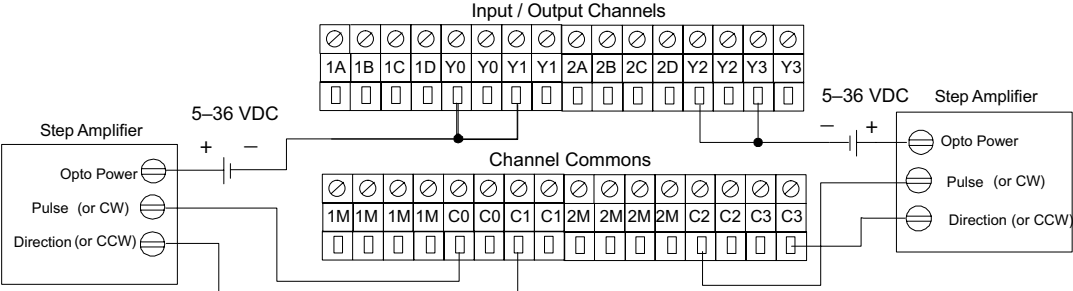 Input / Output Channels
1A 1B 1C 1D Y0 Y0 Y1 Y1 2A 2B 2C 2D Y2 Y2 Y3 Y3
5–36 VDC
+ –
Step Amplifier
Opto Power
Pulse (or CW)
Direction (or CCW)
5–36 VDC
– +
Step Amplifier
Opto Power
Pulse (or CW)
Direction (or CCW)
Channel Commons
1M 1M 1M 1M C0 C0 C1 C1 2M 2M 2M 2M C2 C2 C3 C3